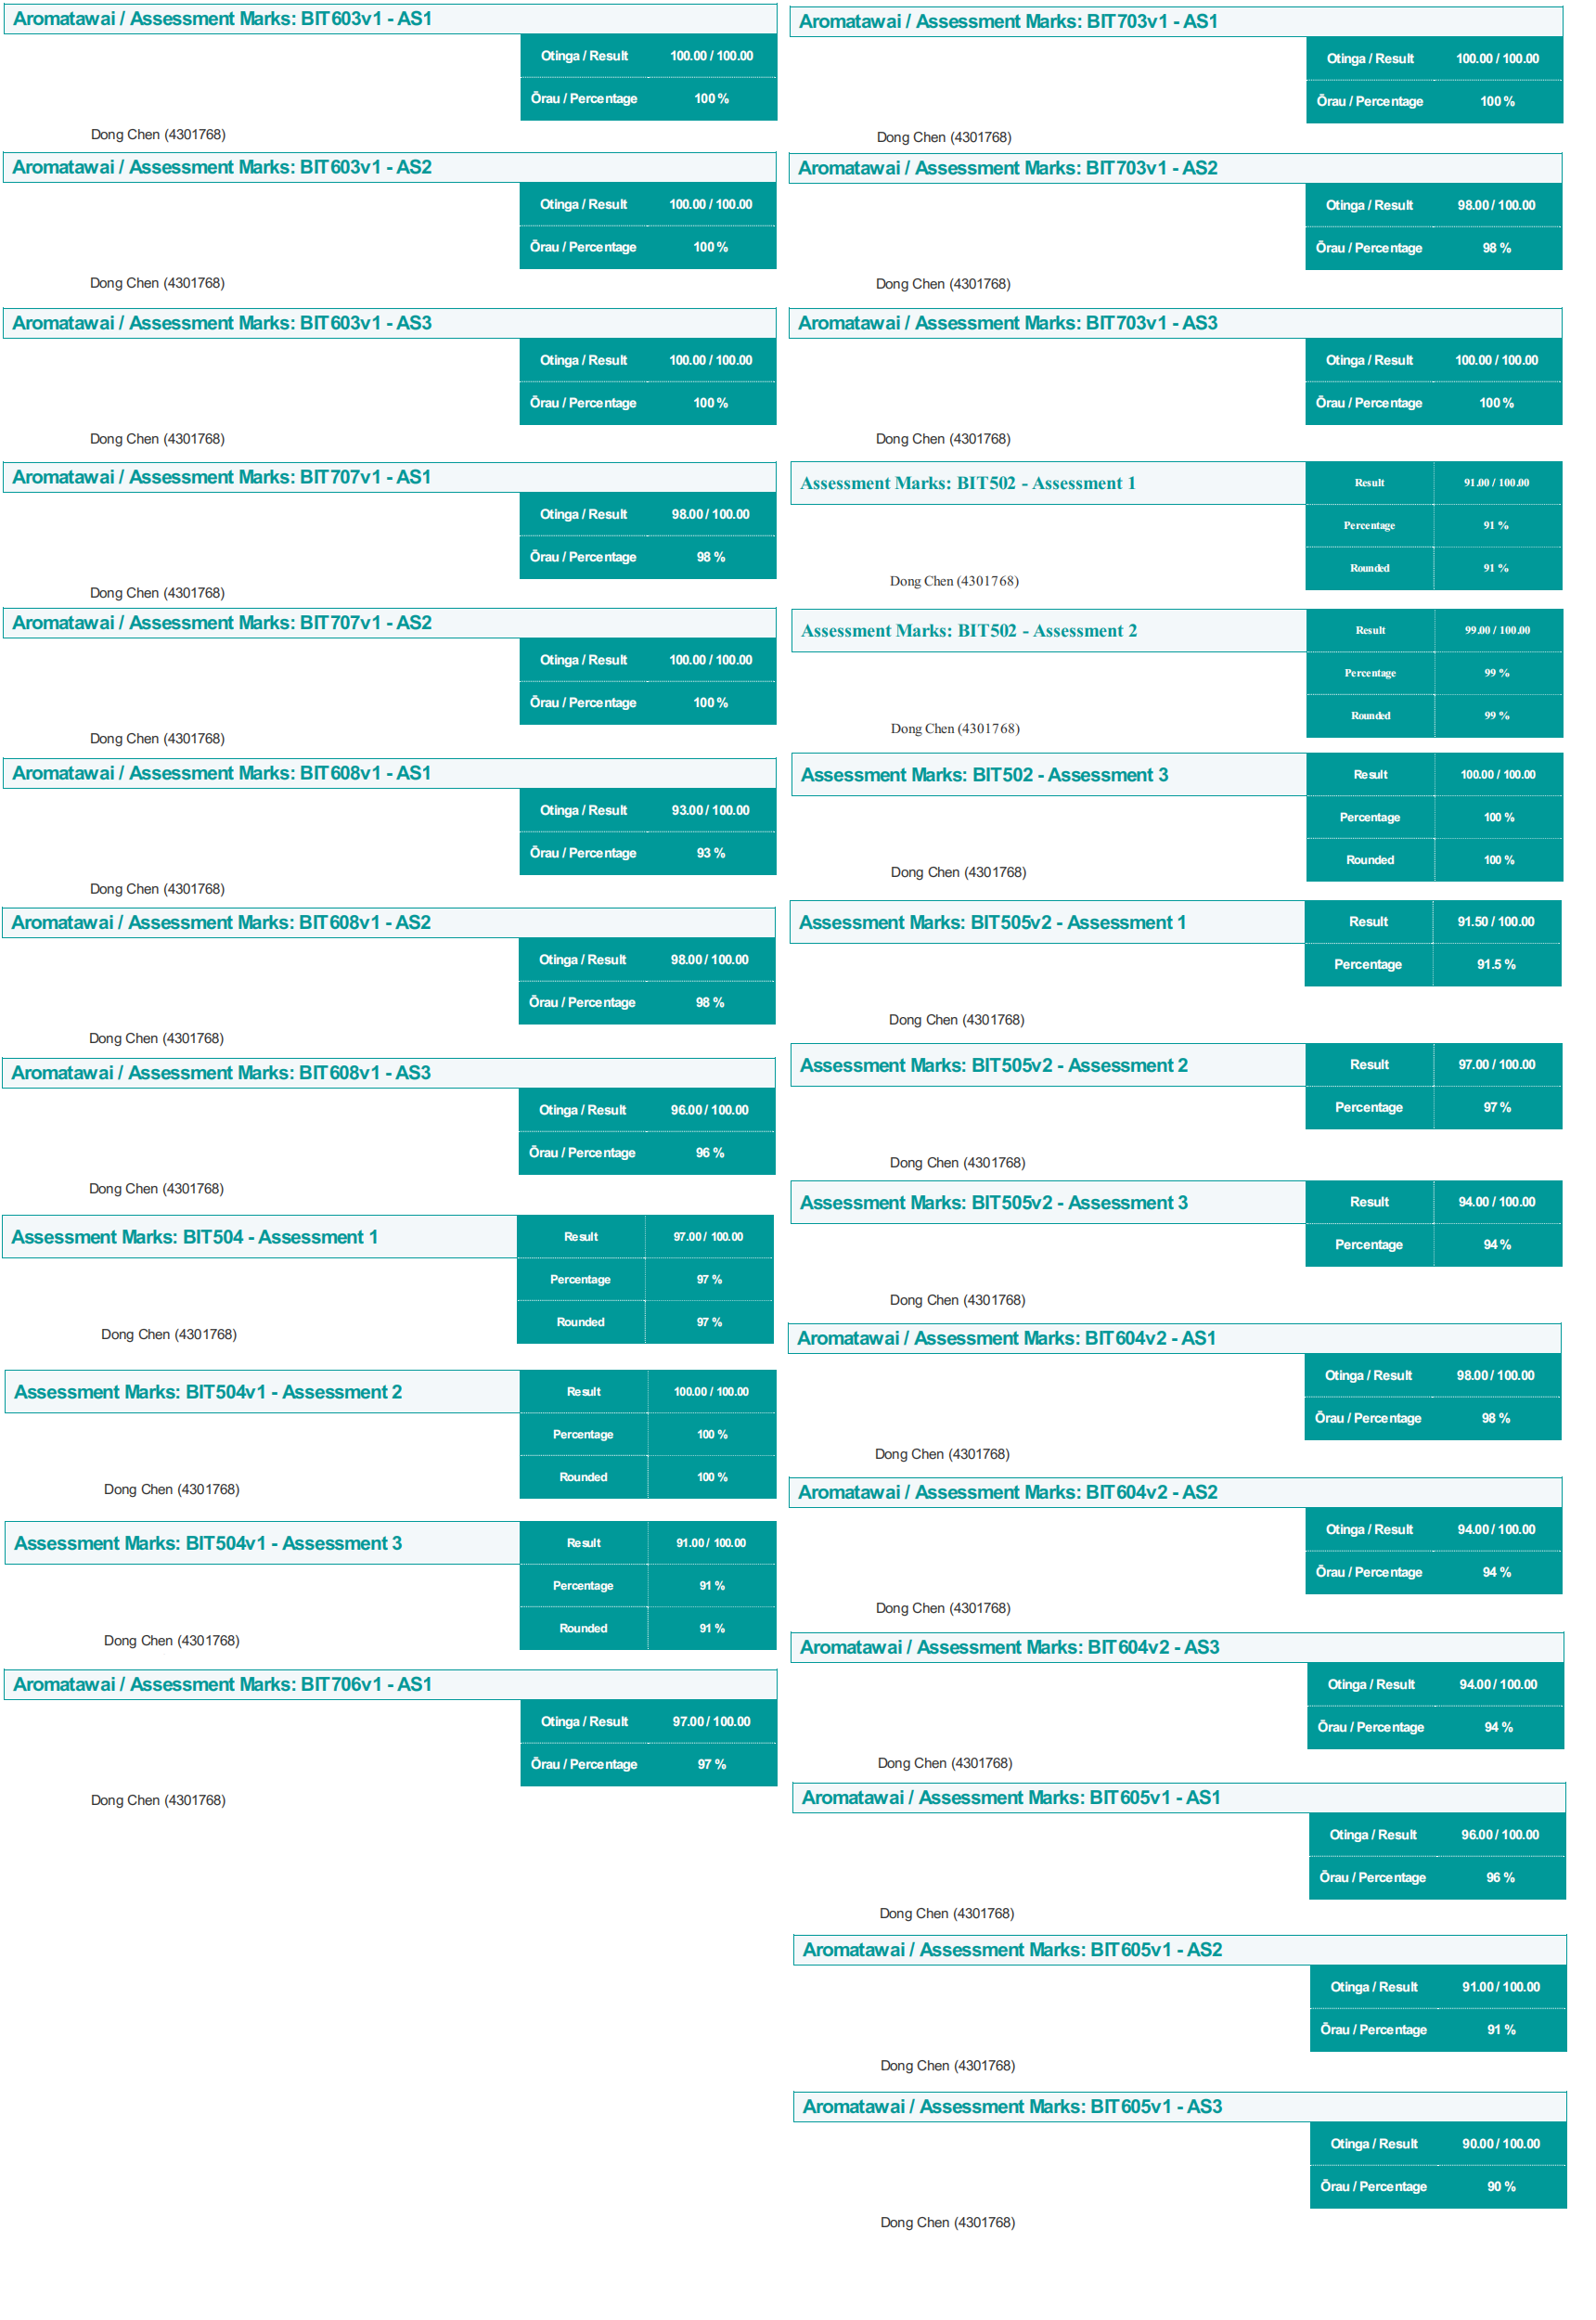 Aromatawai / Assessment Marks: BIT603v1 - AS1
Otinga / Result 100.00 / 100.00
Ōrau / Percentage 100 %
Dong Chen (4301768)
Aromatawai / Assessment Marks: BIT603v1 - AS2
Otinga / Result 100.00 / 100.00
Ōrau / Percentage 100 %
Dong Chen (4301768)
Aromatawai / Assessment Marks: BIT603v1 - AS3
Otinga / Result 100.00 / 100.00
Ōrau / Percentage 100 %
Dong Chen (4301768)
Aromatawai / Assessment Marks: BIT707v1 - AS1
Otinga / Result 98.00 / 100.00
Ōrau / Percentage 98 %
Dong Chen (4301768)
Aromatawai / Assessment Marks: BIT707v1 - AS2
Otinga / Result 100.00 / 100.00
Ōrau / Percentage 100 %
Dong Chen (4301768)
Aromatawai / Assessment Marks: BIT608v1 - AS1
Otinga / Result 93.00 / 100.00
Ōrau / Percentage 93 %
Dong Chen (4301768)
Aromatawai / Assessment Marks: BIT608v1 - AS2
Otinga / Result 98.00 / 100.00
Ōrau / Percentage 98 %
Dong Chen (4301768)
Aromatawai / Assessment Marks: BIT608v1 - AS3
Otinga / Result 96.00 / 100.00
Ōrau / Percentage 96 %
Dong Chen (4301768)
Assessment Marks: BIT504 - Assessment 1
Result 97.00 / 100.00
Percentage 97 %
Rounded 97 %
Dong Chen (4301768)
Assessment Marks: BIT504v1 - Assessment 2
Result 100.00 / 100.00
Percentage 100 %
Rounded 100 %
Dong Chen (4301768)
Assessment Marks: BIT504v1 - Assessment 3
Result 91.00 / 100.00
Percentage 91 %
Rounded 91 %
Dong Chen (4301768)
Aromatawai / Assessment Marks: BIT706v1 - AS1
Otinga / Result 97.00 / 100.00
Ōrau / Percentage 97 %
Dong Chen (4301768)
Aromatawai / Assessment Marks: BIT703v1 - AS1
Otinga / Result 100.00 / 100.00
Ōrau / Percentage 100 %
Dong Chen (4301768)
Aromatawai / Assessment Marks: BIT703v1 - AS2
Otinga / Result 98.00 / 100.00
Ōrau / Percentage 98 %
Dong Chen (4301768)
Aromatawai / Assessment Marks: BIT703v1 - AS3
Otinga / Result 100.00 / 100.00
Ōrau / Percentage 100 %
Dong Chen (4301768)
Assessment Marks: BIT502 - Assessment 1
Result 91.00 / 100.00
Percentage 91 %
Rounded 91 %
Dong Chen (4301768)
Assessment Marks: BIT502 - Assessment 2
Result 99.00 / 100.00
Percentage 99 %
Rounded 99 %
Dong Chen (4301768)
Assessment Marks: BIT502 - Assessment 3
Result 100.00 / 100.00
Percentage 100 %
Rounded 100 %
Dong Chen (4301768)
Assessment Marks: BIT505v2 - Assessment 1
Result 91.50 / 100.00
Percentage 91.5 %
Dong Chen (4301768)
Assessment Marks: BIT505v2 - Assessment 2
Result 97.00 / 100.00
Percentage 97 %
Dong Chen (4301768)
Assessment Marks: BIT505v2 - Assessment 3
Result 94.00 / 100.00
Percentage 94 %
Dong Chen (4301768)
Aromatawai / Assessment Marks: BIT604v2 - AS1
Otinga / Result 98.00 / 100.00
Ōrau / Percentage 98 %
Dong Chen (4301768)
Aromatawai / Assessment Marks: BIT604v2 - AS2
Otinga / Result 94.00 / 100.00
Ōrau / Percentage 94 %
Dong Chen (4301768)
Aromatawai / Assessment Marks: BIT604v2 - AS3
Otinga / Result 94.00 / 100.00
Ōrau / Percentage 94 %
Dong Chen (4301768)
Aromatawai / Assessment Marks: BIT605v1 - AS1
Otinga / Result 96.00 / 100.00
Ōrau / Percentage 96 %
Dong Chen (4301768)
Aromatawai / Assessment Marks: BIT605v1 - AS2
Otinga / Result 91.00 / 100.00
Ōrau / Percentage 91 %
Dong Chen (4301768)
Aromatawai / Assessment Marks: BIT605v1 - AS3
Otinga / Result 90.00 / 100.00
Ōrau / Percentage 90 %
Dong Chen (4301768)